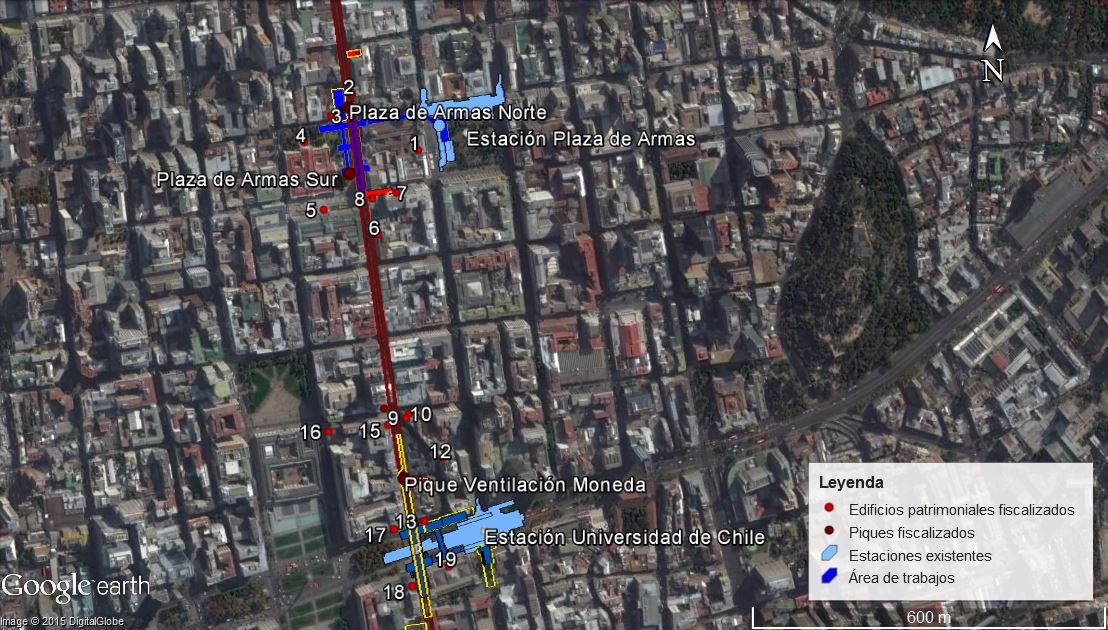 N
2
3 Plaza de Armas Norte
4
1 Estación Plaza de Armas
Plaza de Armas Sur
8 7
5
6
9 10
16 15
12
Pique Ventilación Moneda
13
17 Estación Universidad de Chile
19
18
Leyenda
Edificios patrimoniales fiscalizados
Piques fiscalizados
Estaciones existentes
Área de trabajos
600 m
Google earth
Image © 2015 DigitalGlobe